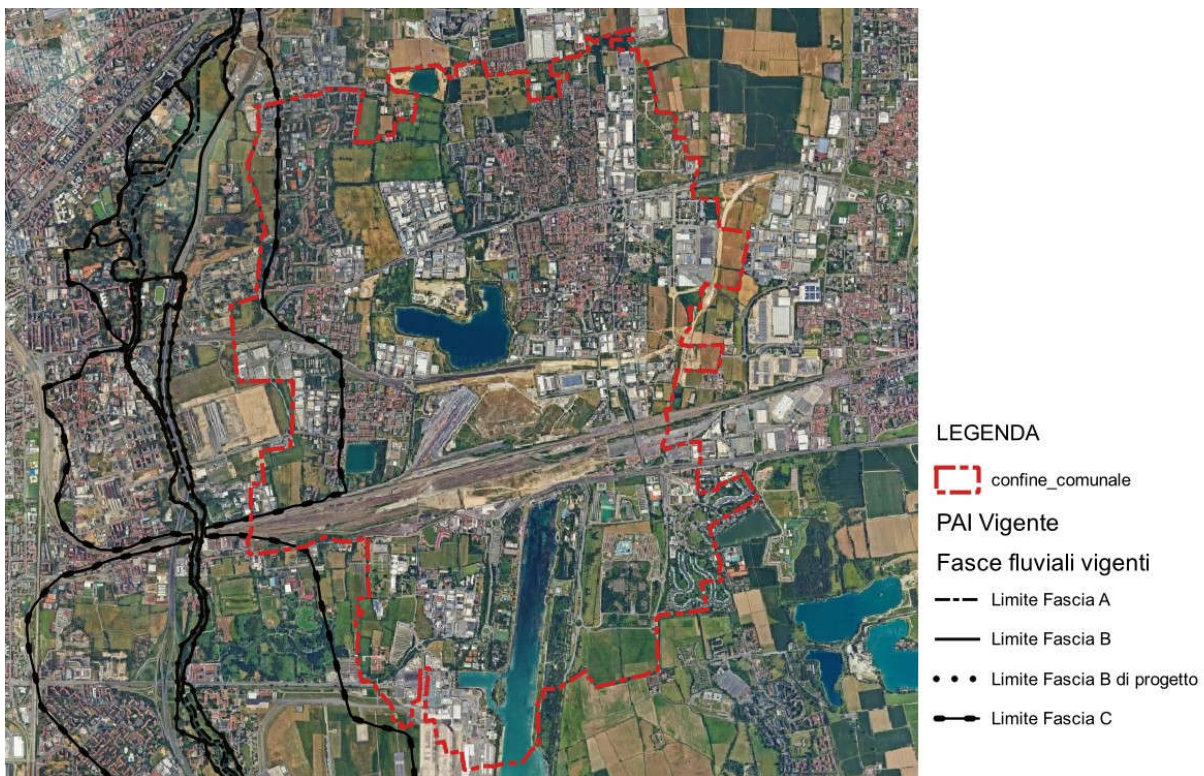 LEGENDA
confine_comunale
PAI Vigente
Fasce fluviali vigenti
Limite Fascia A
Limite Fascia B
Limite Fascia B di progetto
Limite Fascia C